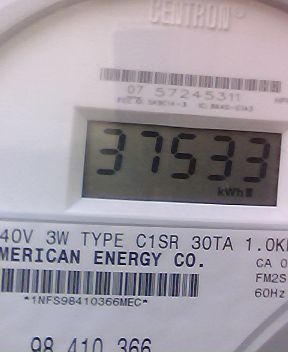 CENTRON
07 57245311
37533
kWh
40V 3W TYPE C1SR 30TA 1.0K
MERICAN ENERGY CO.
CA 0
FM2S
60Hz
*1NFS98410366MEC*
98 410 366